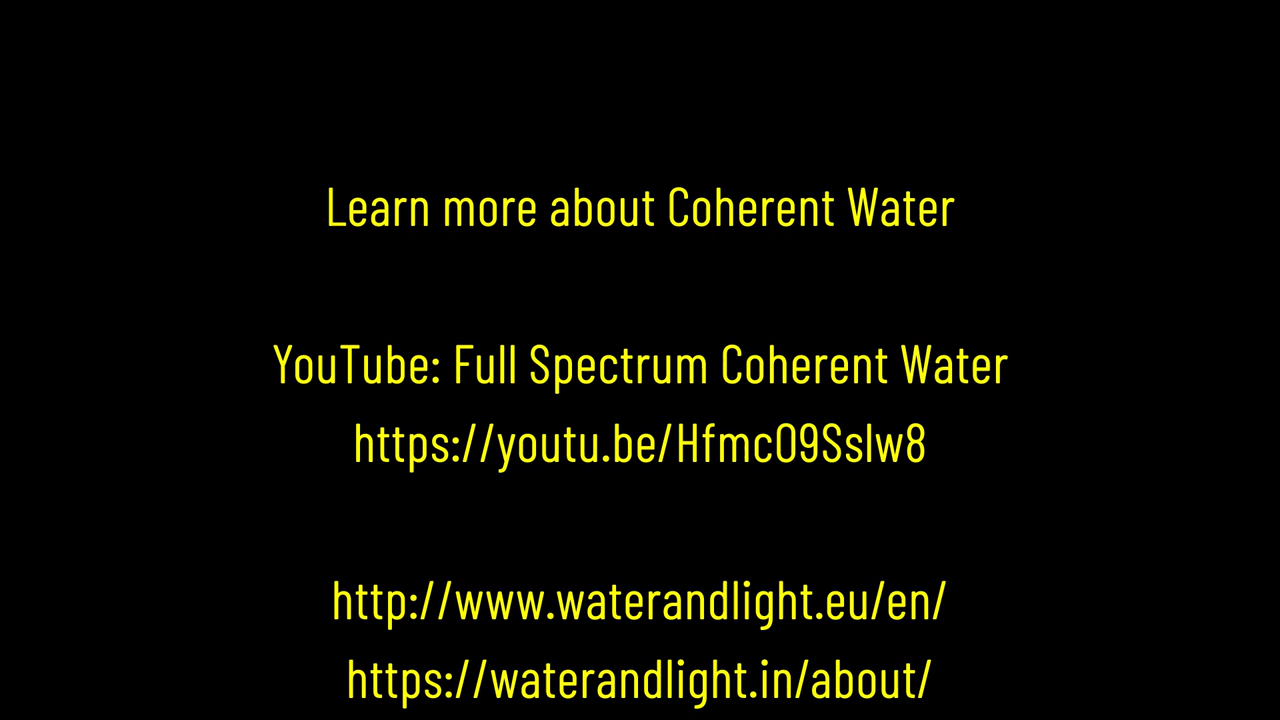 Learn more about Coherent Water
YouTube: Full Spectrum Coherent Water
https://youtu.be/HfmcO9SsIw8
http://www.waterandlight.eu/en/
https://waterandlight.in/about/